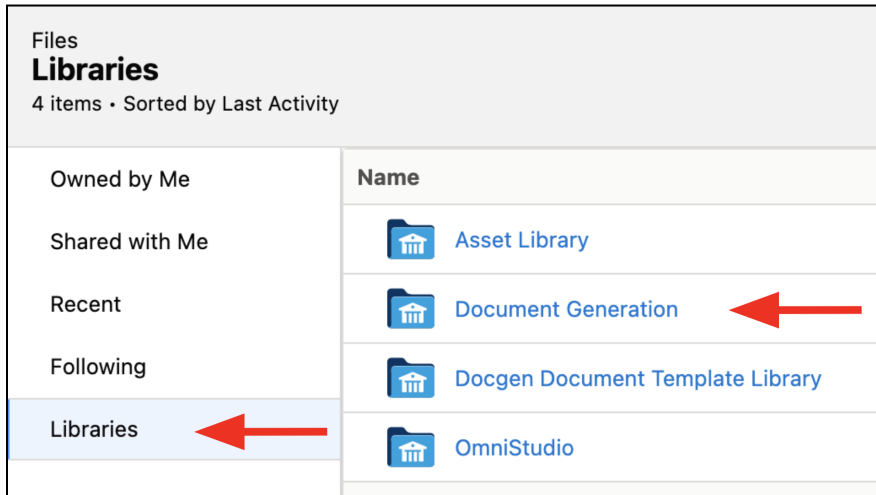 Files
Libraries
4 items • Sorted by Last Activity
Owned by Me
Shared with Me
Recent
Following
Libraries
Name
Asset Library
Document Generation
Docgen Document Template Library
OmniStudio